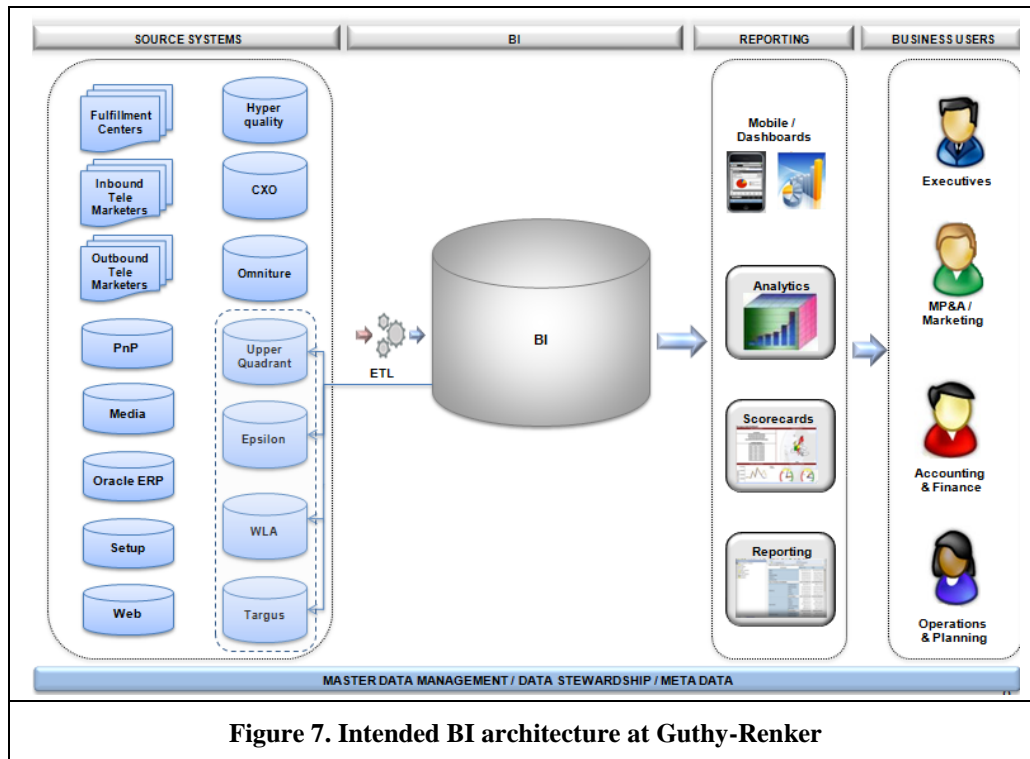 SOURCE SYSTEMS
BI
REPORTING
BUSINESS USERS
Fulfillment
Centers
Inbound
Tele
Marketers
Outbound
Tele
Marketers
PnP
Media
Oracle ERP
Setup
Web
Hyper
quality
CXO
Omniture
Upper
Quadrant
Epsilon
WLA
Targus
ETL
BI
Mobile /
Dashboards
Analytics
Scorecards
Reporting
Executives
MP&A /
Marketing
Accounting
& Finance
Operations
& Planning
MASTER DATA MANAGEMENT / DATA STEWARDSHIP / META DATA
Figure 7. Intended BI architecture at Guthy-Renker